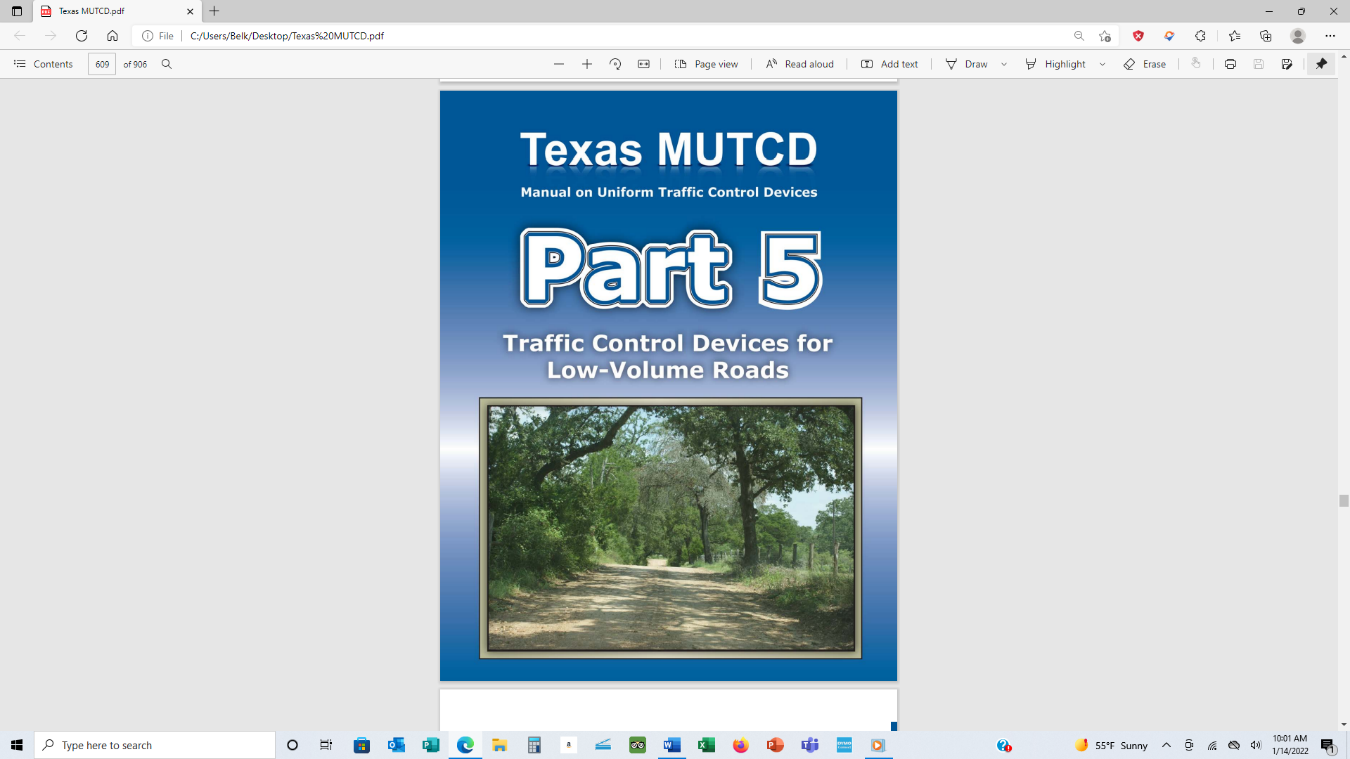 Texas MUTCD.pdf
File
C:/Users/Belk/Desktop/Texas%20MUTCD.pdf
Contents
609
of 906
Page view
Read aloud
Add text
Draw
Highlight
Erase
Texas MUTCD
Manual on Uniform Traffic Control Devices
Part 5
Traffic Control Devices for
Low-Volume Roads
Type here to search
55°F Sunny
10:01 AM
1/14/2022